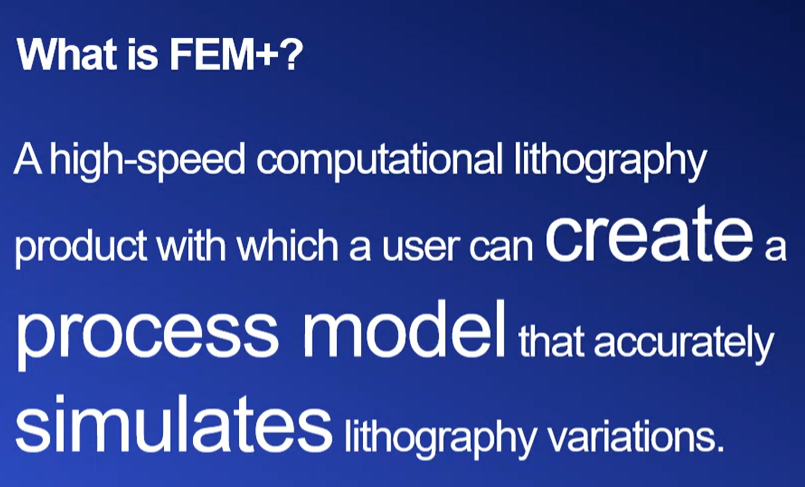 What is FEM+?
A high-speed computational lithography
product with which a user can create a
process model that accurately
simulates lithography variations.